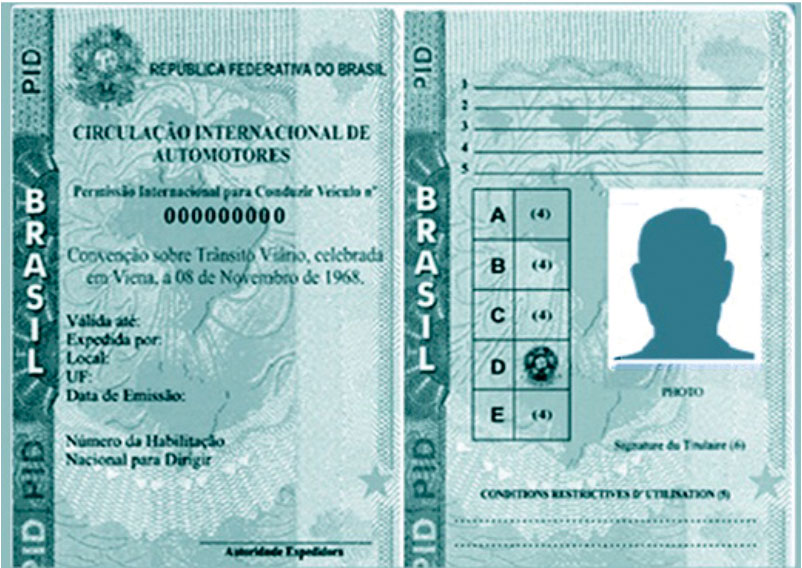 PID
REPÚBLICA FEDERATIVA DO BRASIL
CIRCULAÇÃO INTERNACIONAL DE
AUTOMOTORES
Permissão Internacional para Conduzir Veículo nº
000000000
Convenção sobre Trânsito Viário, celebrada
em Viena, à 08 de Novembro de 1968.
Válida até:
Expedida por:
Local:
UF:
Data de Emissão:
Número da Habilitação
Nacional para Dirigir
Autoridade Expedidora
BRASIL
PID
PID
PID
1
2
3
4
5
A (4)
B (4)
C (4)
D
E (4)
PHOTO
Signature du Titulaire (6)
CONDITIONS RESTRICTIVES D' UTILISATION (5)
BRASIL
PID
PID